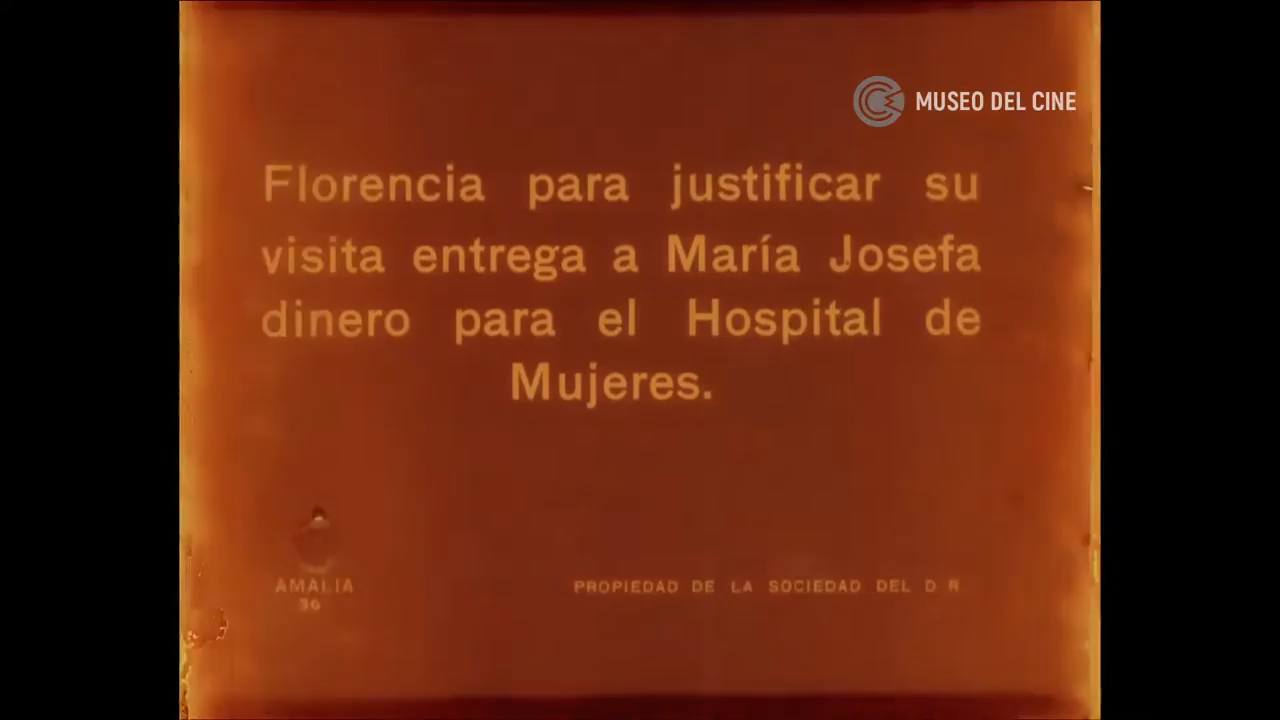 MUSEO DEL CINE
Florencia para justificar su
visita entrega a María Josefa
dinero para el Hospital de
Mujeres.
AMALIA
36
PROPIEDAD DE LA SOCIEDAD DEL D R